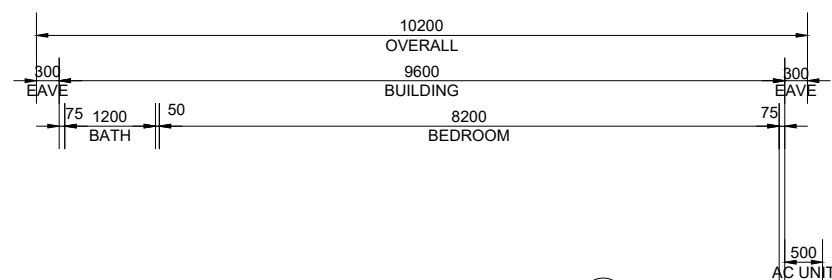 10200
OVERALL
300 9600 300
EAVE BUILDING EAVE
75 1200 50 8200 75
BATH BEDROOM
500
AC UNIT